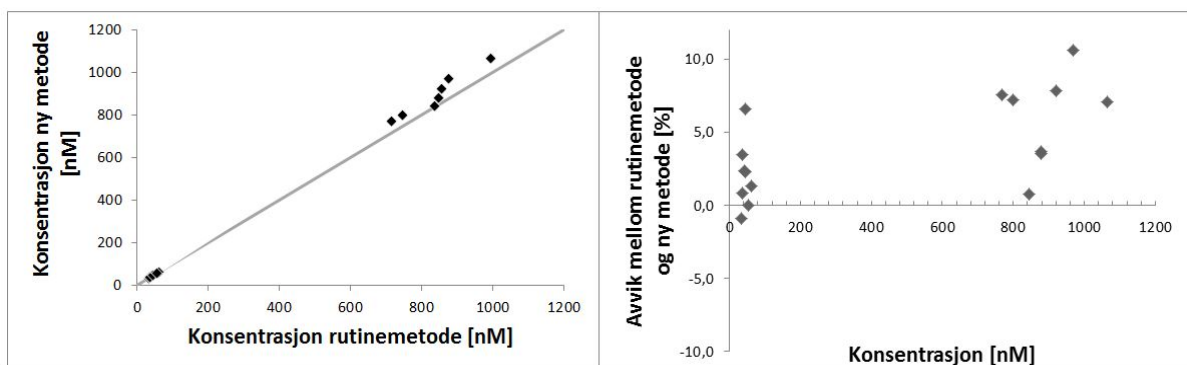 Konsentrasjon ny metode
[nM]
1200
1000
800
600
400
200
0
0 200 400 600 800 1000 1200
Konsentrasjon rutinemetode [nM]
Avvik mellom rutinemetode
og ny metode [%]
10,0
5,0
0,0
-5,0
-10,0
0 200 400 600 800 1000 1200
Konsentrasjon [nM]